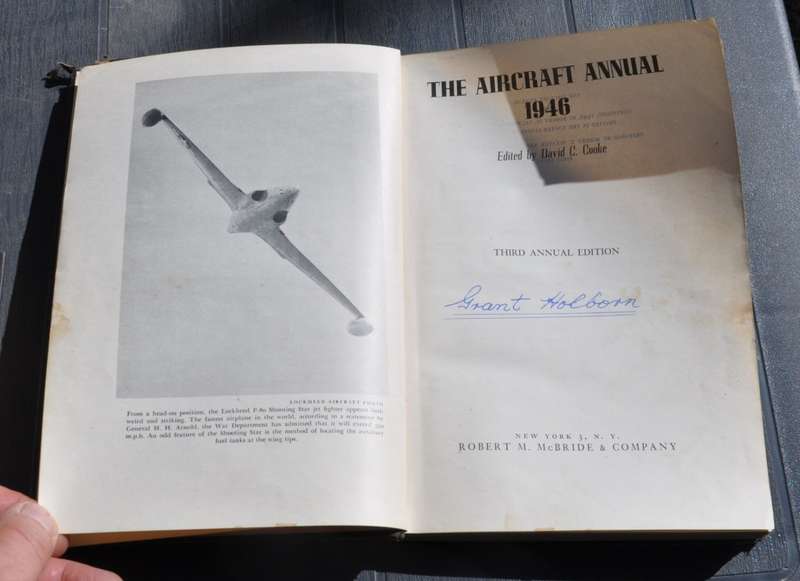 LOCKHEED AIRCRAFT PHOTO
From a head-on position, the Lockheed P-80 Shooting Star jet fighter appears both
weird and striking. The fastest airplane in the world, according to a statement by
General H. H. Arnold, the War Department has admitted that it will exceed
m.p.h. An odd feature of the Shooting Star is the method of locating the auxiliary
fuel tanks at the wing tips.
THE AIRCRAFT ANNUAL
1946
Edited by David C. Cooke
THIRD ANNUAL EDITION
Grant Holborn
NEW YORK 3, N. Y.
ROBERT M. McBRIDE & COMPANY